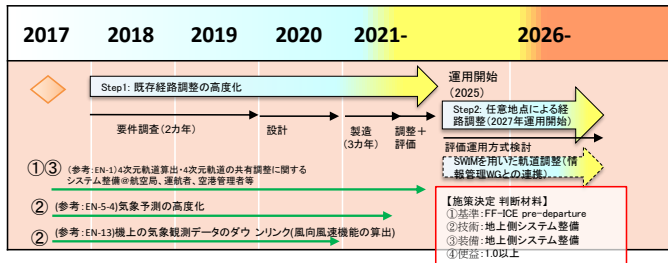 2017 2018 2019 2020 2021- 2026-
Step1: 既存経路調整の高度化
運用開始
(2025)
Step2: 任意地点による経
路調整(2027年運用開始)
要件調査(2カ年)
設計
製造
(3カ年)
調整+
評価
評価運用方式検討
SWIMを用いた軌道調整(情
報管理WGとの連携)
①③ (参考:EN-1)4次元軌道算出・4次元軌道の共有調整に関する
システム整備@航空局、運航者、空港管理者等
② (参考:EN-5-4)気象予測の高度化
② (参考:EN-13)機上の気象観測データのダウ ンリンク(風向風速機能の算出)
【施策決定 判断材料】
①基準:FF-ICE pre-departure
②技術:地上側システム整備
③装備:地上側システム整備
④便益:1.0以上